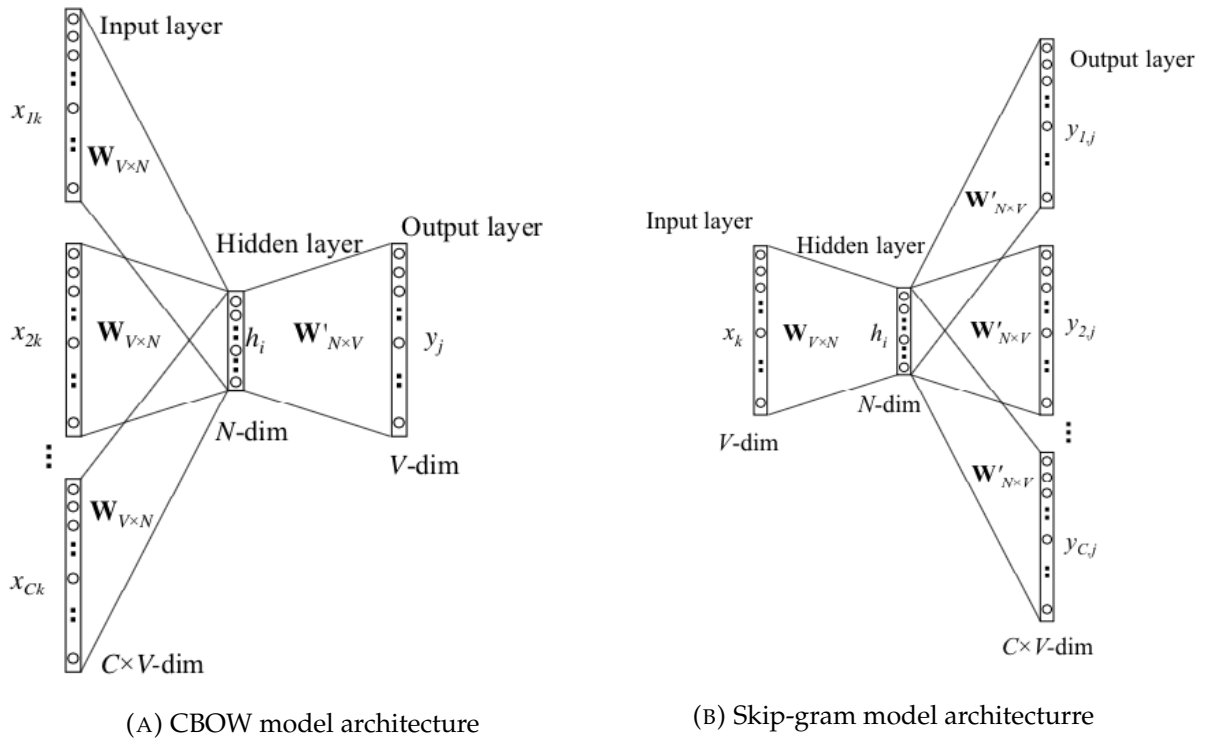 Input layer
x1k
WV×N
Hidden layer
Output layer
x2k
WV×N
hi
W'N×V
yj
N-dim
V-dim
WV×N
xCk
C×V-dim
(A) CBOW model architecture
Output layer
y1,j
W'N×V
Input layer
Hidden layer
xk
WV×N
hi
W'N×V
y2,j
N-dim
V-dim
W'N×V
yC,j
C×V-dim
(B) Skip-gram model architecturre